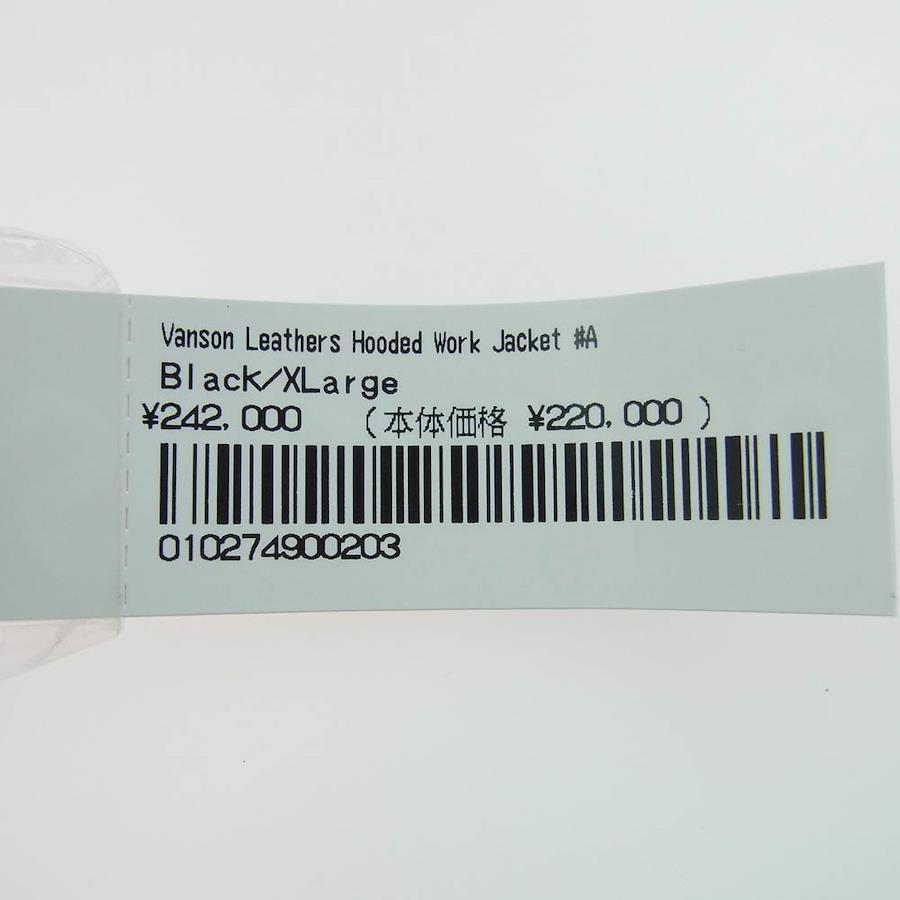 Vanson Leathers Hooded Work Jacket #A
Black/XLarge
¥242,000 (本体価格 ¥220,000 )
010274900203